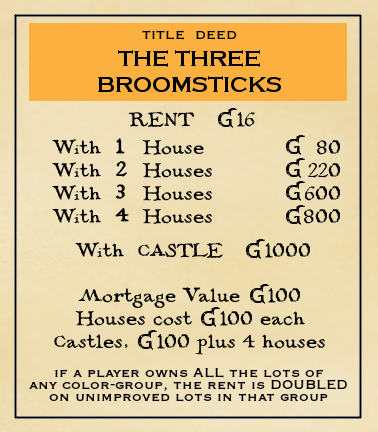 TITLE DEED
THE THREE
BROOMSTICKS
RENT G16
With 1 House G 80
With 2 Houses G 220
With 3 Houses G600
With 4 Houses G800
With CASTLE G1000
Mortgage Value G100
Houses cost G100 each
Castles, G100 plus 4 houses
IF A PLAYER OWNS ALL THE LOTS OF
ANY COLOR-GROUP, THE RENT IS DOUBLED
ON UNIMPROVED LOTS IN THAT GROUP